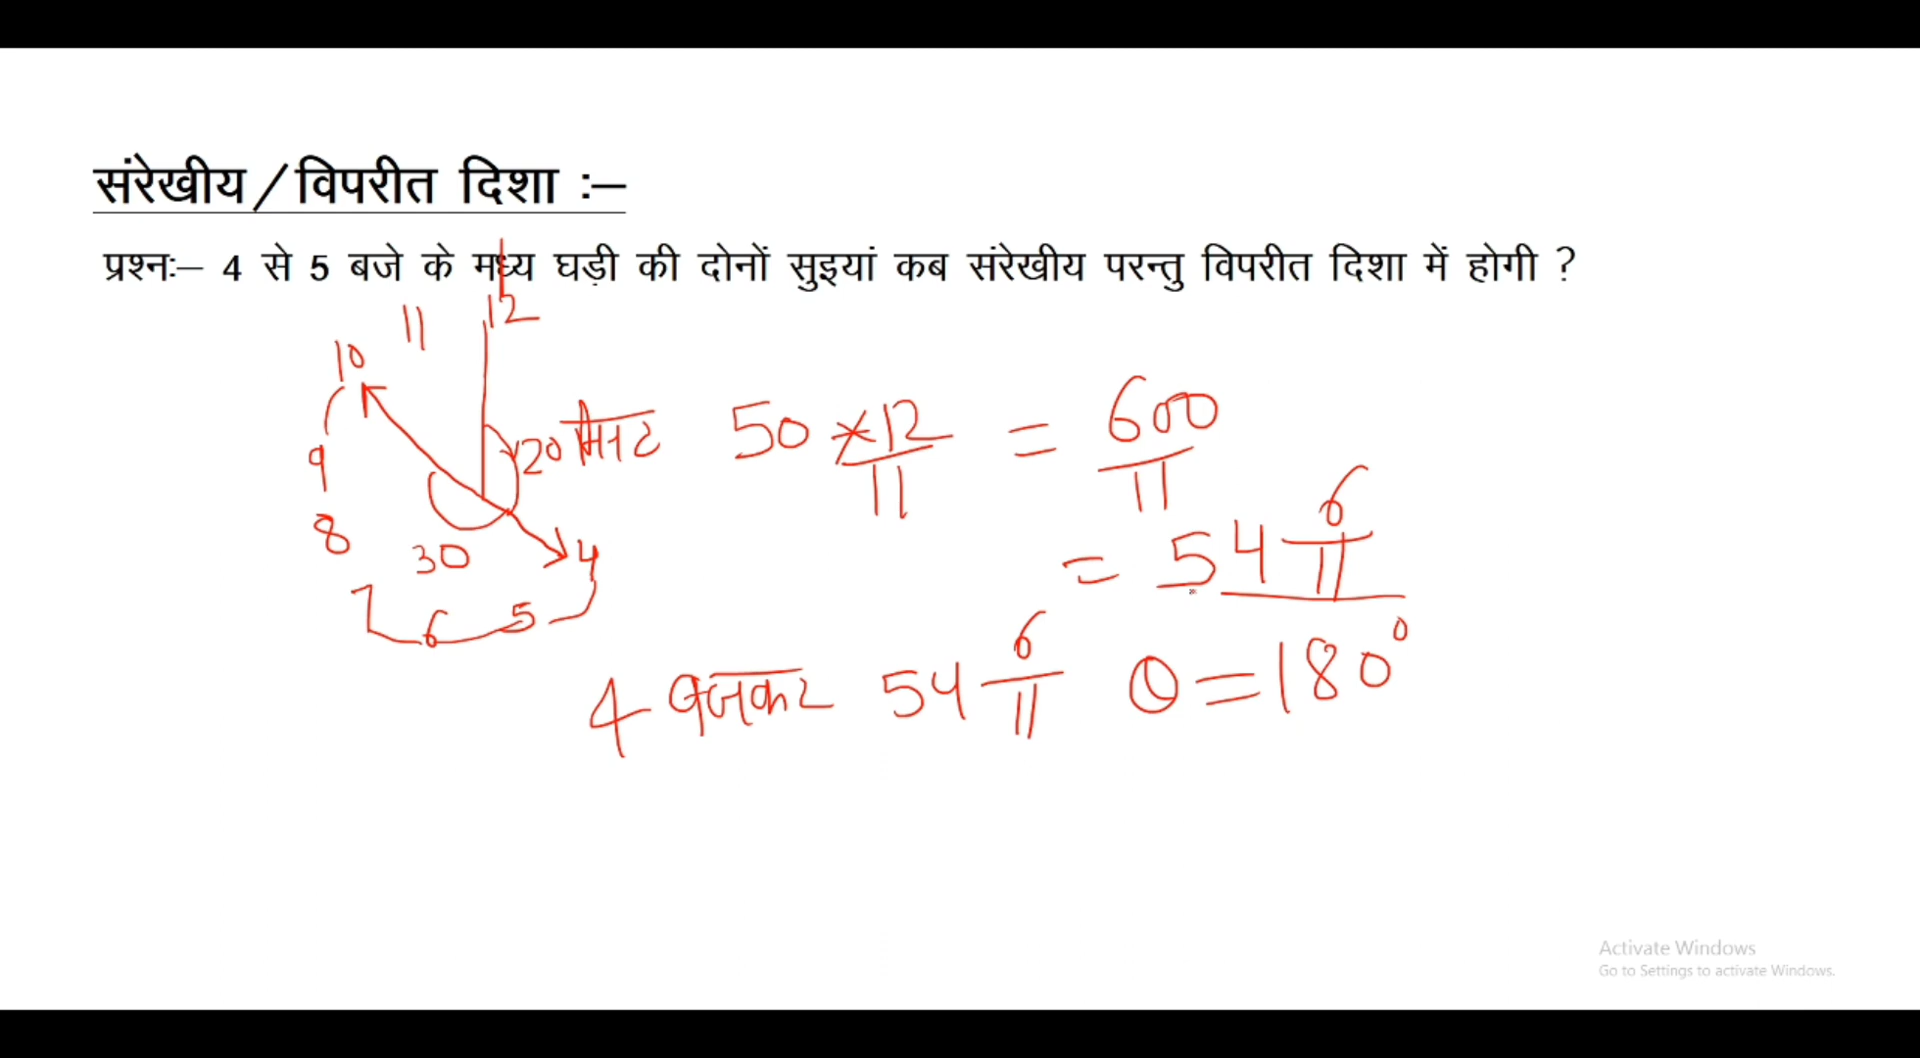 संरेखीय/विपरीत दिशा :–
प्रश्नः– 4 से 5 बजे के मध्य घड़ी की दोनों सुइयां कब संरेखीय परन्तु विपरीत दिशा में होगी ?
12
11
10
9
8
7
6
5
4
20 मिनट
30
50 × 12/11 = 600/11
= 54 6/11
4 बजकर 54 6/11 θ = 180°
Activate Windows
Go to Settings to activate Windows.